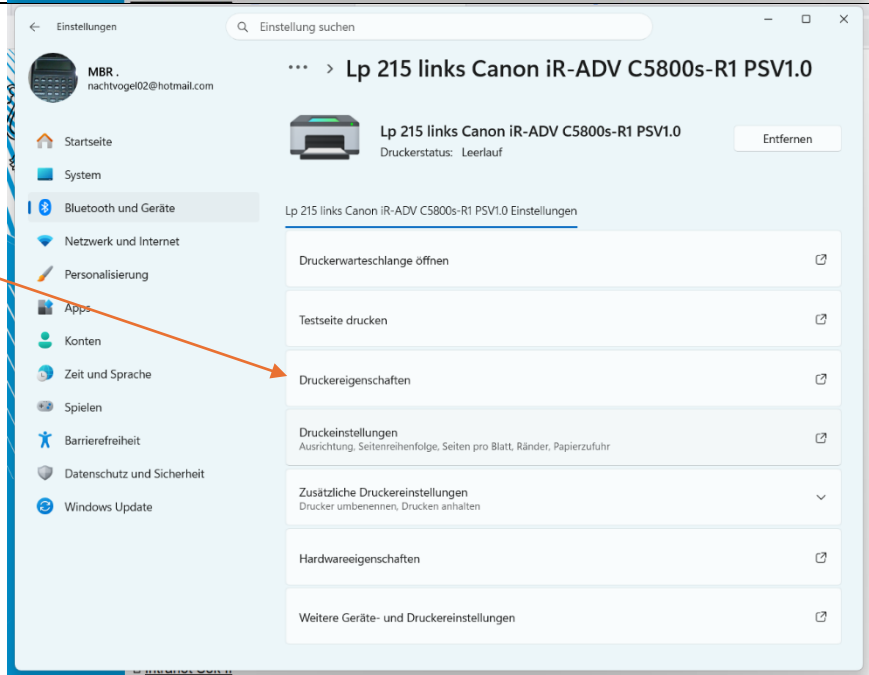 Einstellungen
Einstellung suchen
MBR .
nachtvogel02@hotmail.com
Startseite
System
Bluetooth und Geräte
Netzwerk und Internet
Personalisierung
Apps
Konten
Zeit und Sprache
Spielen
Barrierefreiheit
Datenschutz und Sicherheit
Windows Update
··· > Lp 215 links Canon iR-ADV C5800s-R1 PSV1.0
Lp 215 links Canon iR-ADV C5800s-R1 PSV1.0
Druckerstatus: Leerlauf
Entfernen
Lp 215 links Canon iR-ADV C5800s-R1 PSV1.0 Einstellungen
Druckerwarteschlange öffnen
Testseite drucken
Druckereigenschaften
Druckeinstellungen
Ausrichtung, Seitenreihenfolge, Seiten pro Blatt, Ränder, Papierzufuhr
Zusätzliche Druckereinstellungen
Drucker umbenennen, Drucken anhalten
Hardwareeigenschaften
Weitere Geräte- und Druckereinstellungen